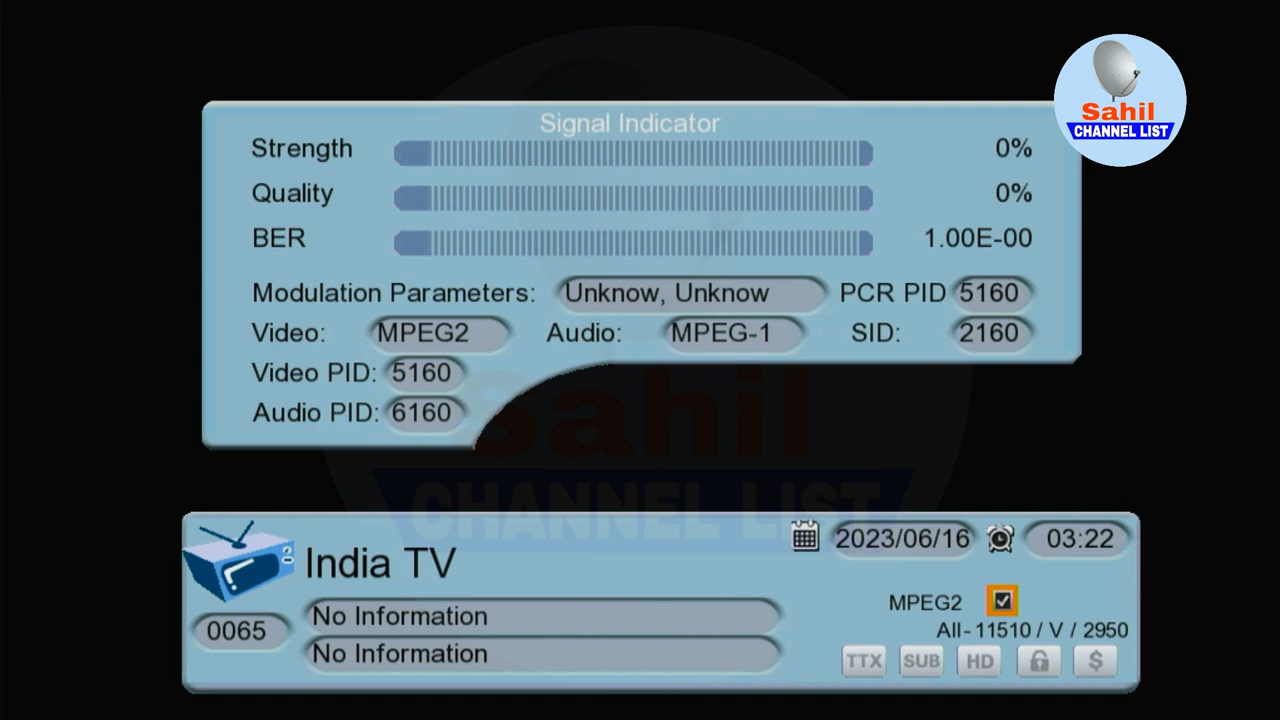 Sahil
CHANNEL LIST
Signal Indicator
Strength 0%
Quality 0%
BER 1.00E-00
Modulation Parameters: Unknow, Unknow PCR PID 5160
Video: MPEG2 Audio: MPEG-1 SID: 2160
Video PID: 5160
Audio PID: 6160
Sahil
CHANNEL LIST
2023/06/16 03:22
India TV
MPEG2
0065 No Information
All- 11510 / V / 2950
No Information
TTX SUB HD $